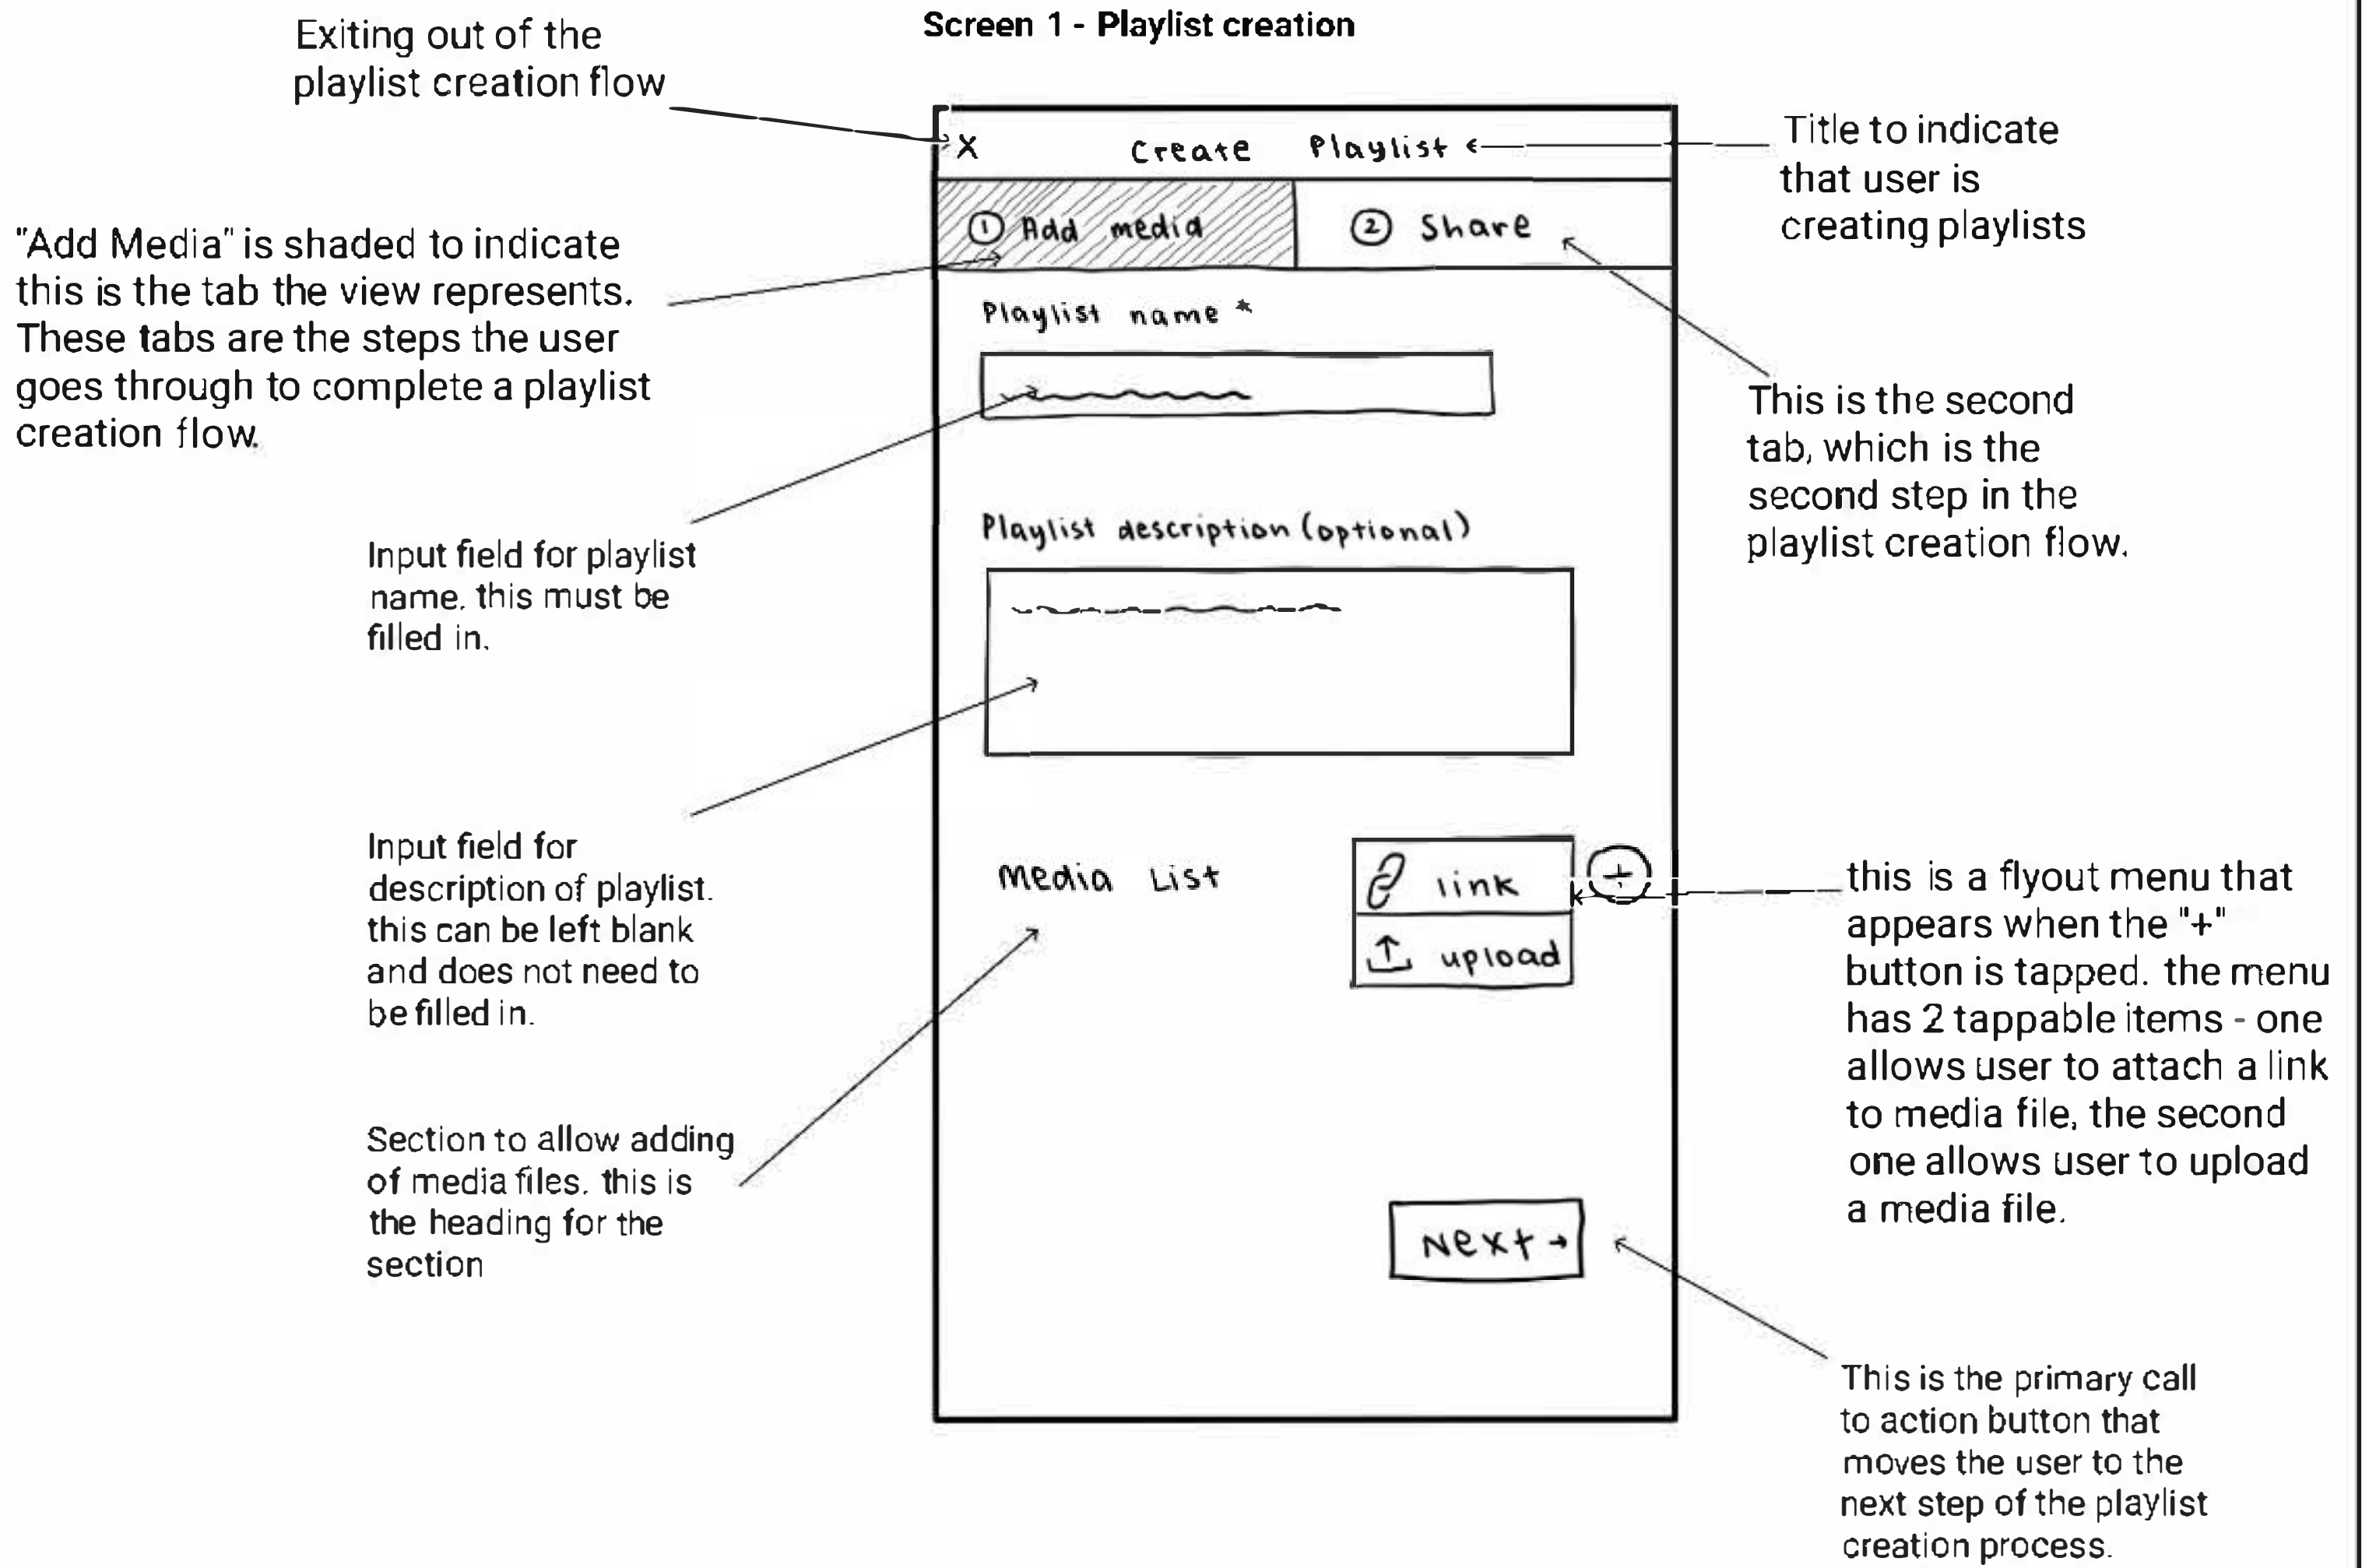 Screen 1 - Playlist creation
Exiting out of the
playlist creation flow
X
Create Playlist
Title to indicate
that user is
creating playlists
"Add Media" is shaded to indicate
this is the tab the view represents.
These tabs are the steps the user
goes through to complete a playlist
creation flow.
① Add media
② Share
This is the second
tab, which is the
second step in the
playlist creation flow.
Playlist name *
Input field for playlist
name. this must be
filled in.
Playlist description (optional)
Input field for
description of playlist.
this can be left blank
and does not need to
be filled in.
Media List
link
+
upload
this is a flyout menu that
appears when the "+"
button is tapped. the menu
has 2 tappable items - one
allows user to attach a link
to media file, the second
one allows user to upload
a media file.
Section to allow adding
of media files. this is
the heading for the
section
Next →
This is the primary call
to action button that
moves the user to the
next step of the playlist
creation process.